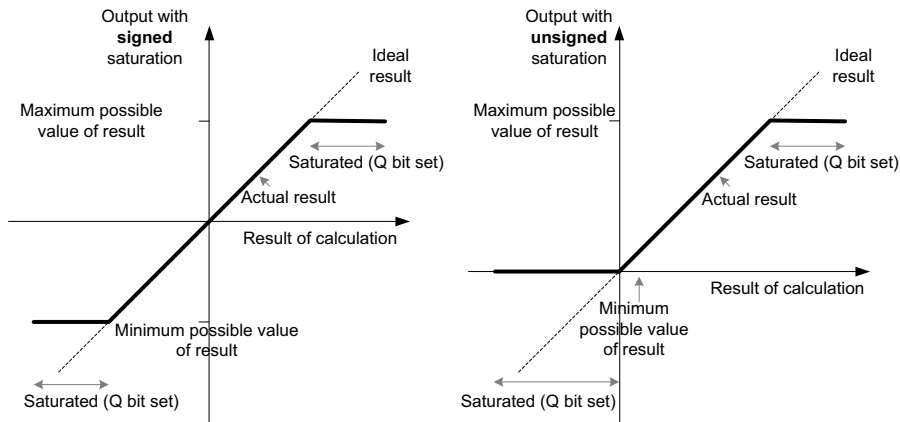 Output with
signed
saturation
Ideal
result
Maximum possible
value of result
Saturated (Q bit set)
Actual result
Result of calculation
Minimum possible value
of result
Saturated (Q bit set)
Output with
unsigned
saturation
Ideal
result
Maximum possible
value of result
Saturated (Q bit set)
Actual result
Result of calculation
Minimum
possible value
of result
Saturated (Q bit set)